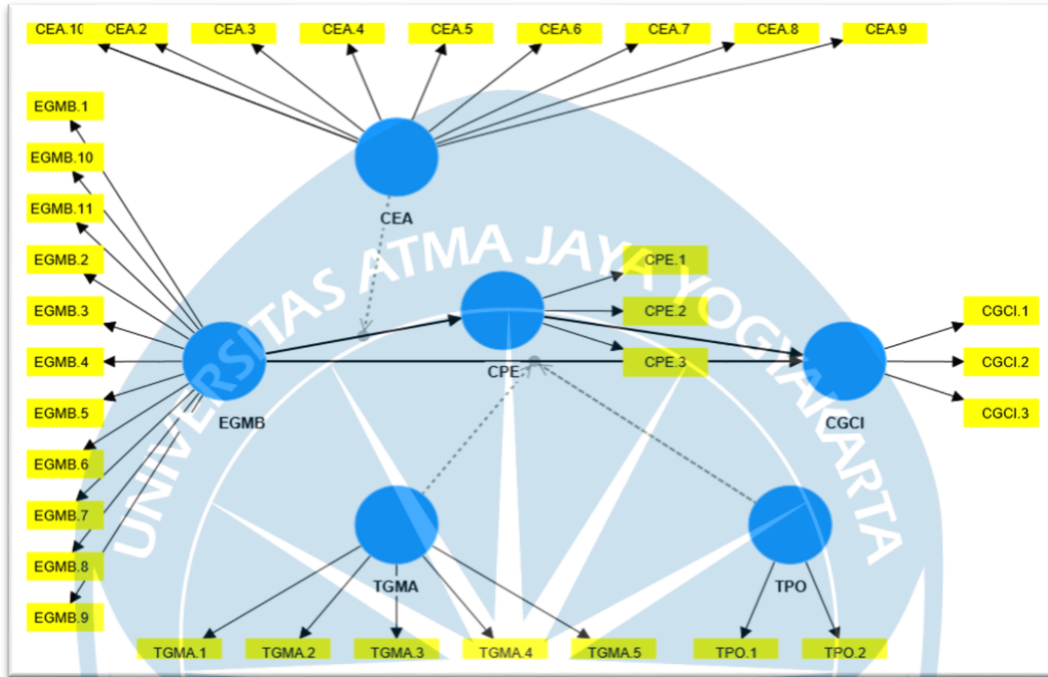 CEA.10 CEA.2 CEA.3 CEA.4 CEA.5 CEA.6 CEA.7 CEA.8 CEA.9
EGMB.1
EGMB.10
EGMB.11
EGMB.2
EGMB.3
EGMB.4
EGMB.5
EGMB.6
EGMB.7
EGMB.8
EGMB.9
CEA
UNIVERSITAS ATMA JAYA YOGYAKARTA
CPE.1
CPE.2
CPE.3
CPE
EGMB
CGCI.1
CGCI.2
CGCI.3
CGCI
TGMA
TPO
TGMA.1 TGMA.2 TGMA.3 TGMA.4 TGMA.5 TPO.1 TPO.2